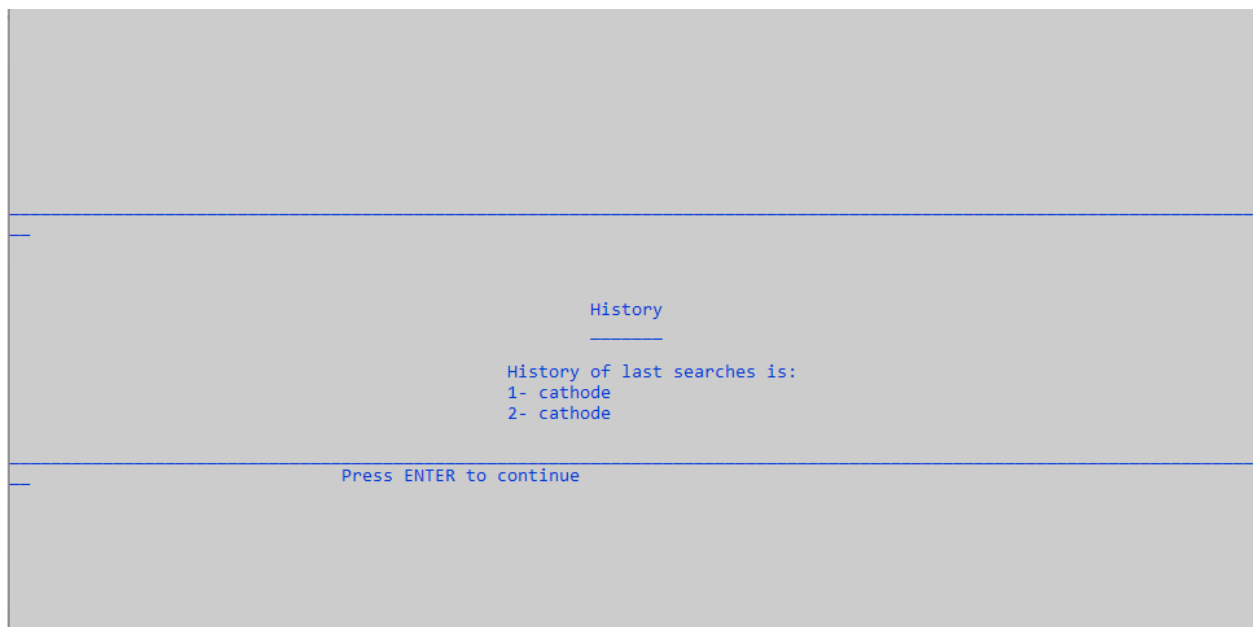 History
History of last searches is:
1- cathode
2- cathode
Press ENTER to continue